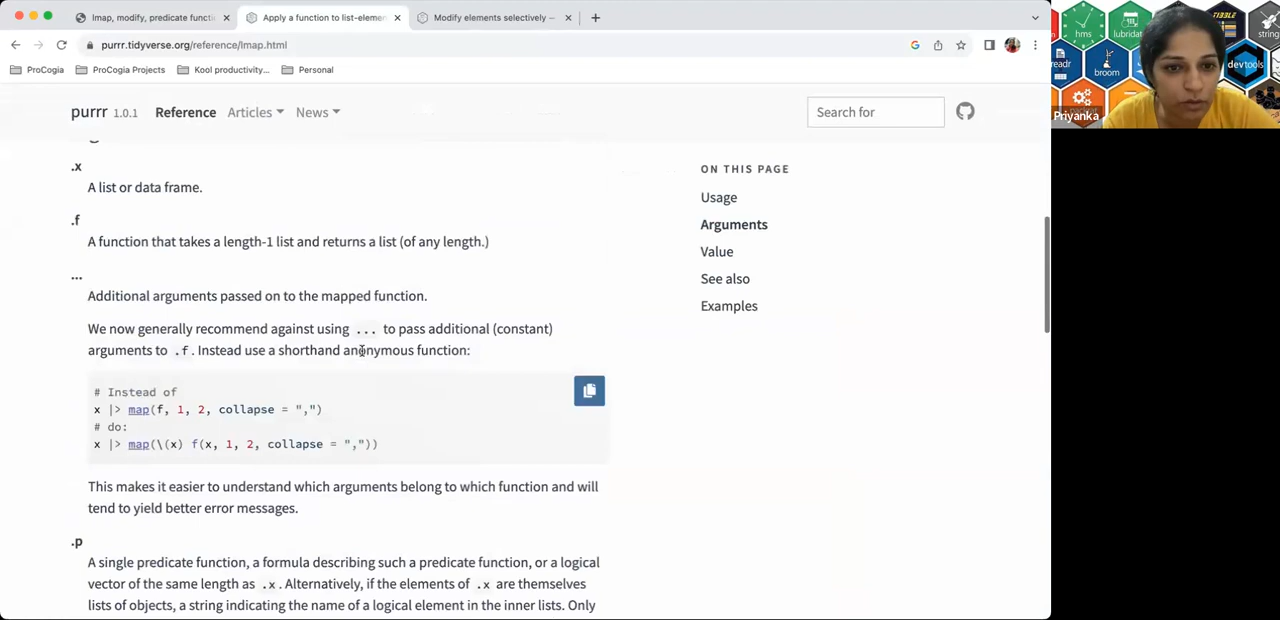 lmap, modify, predicate functi
Apply a function to list-elemen
Modify elements selectively —
purrr.tidyverse.org/reference/lmap.html
ProCogia
ProCogia Projects
Kool productivity...
Personal
purrr 1.0.1 Reference Articles News
Search for
.x
A list or data frame.
.f
A function that takes a length-1 list and returns a list (of any length.)
...
Additional arguments passed on to the mapped function.
We now generally recommend against using ... to pass additional (constant)
arguments to .f. Instead use a shorthand anonymous function:
# Instead of
x |> map(f, 1, 2, collapse = ",")
# do:
x |> map(\(x) f(x, 1, 2, collapse = ","))
This makes it easier to understand which arguments belong to which function and will
tend to yield better error messages.
.p
A single predicate function, a formula describing such a predicate function, or a logical
vector of the same length as .x. Alternatively, if the elements of .x are themselves
lists of objects, a string indicating the name of a logical element in the inner lists. Only
ON THIS PAGE
Usage
Arguments
Value
See also
Examples
hms
lubridat
TIBBLE
string
readr
broom
devtools
Priyanka